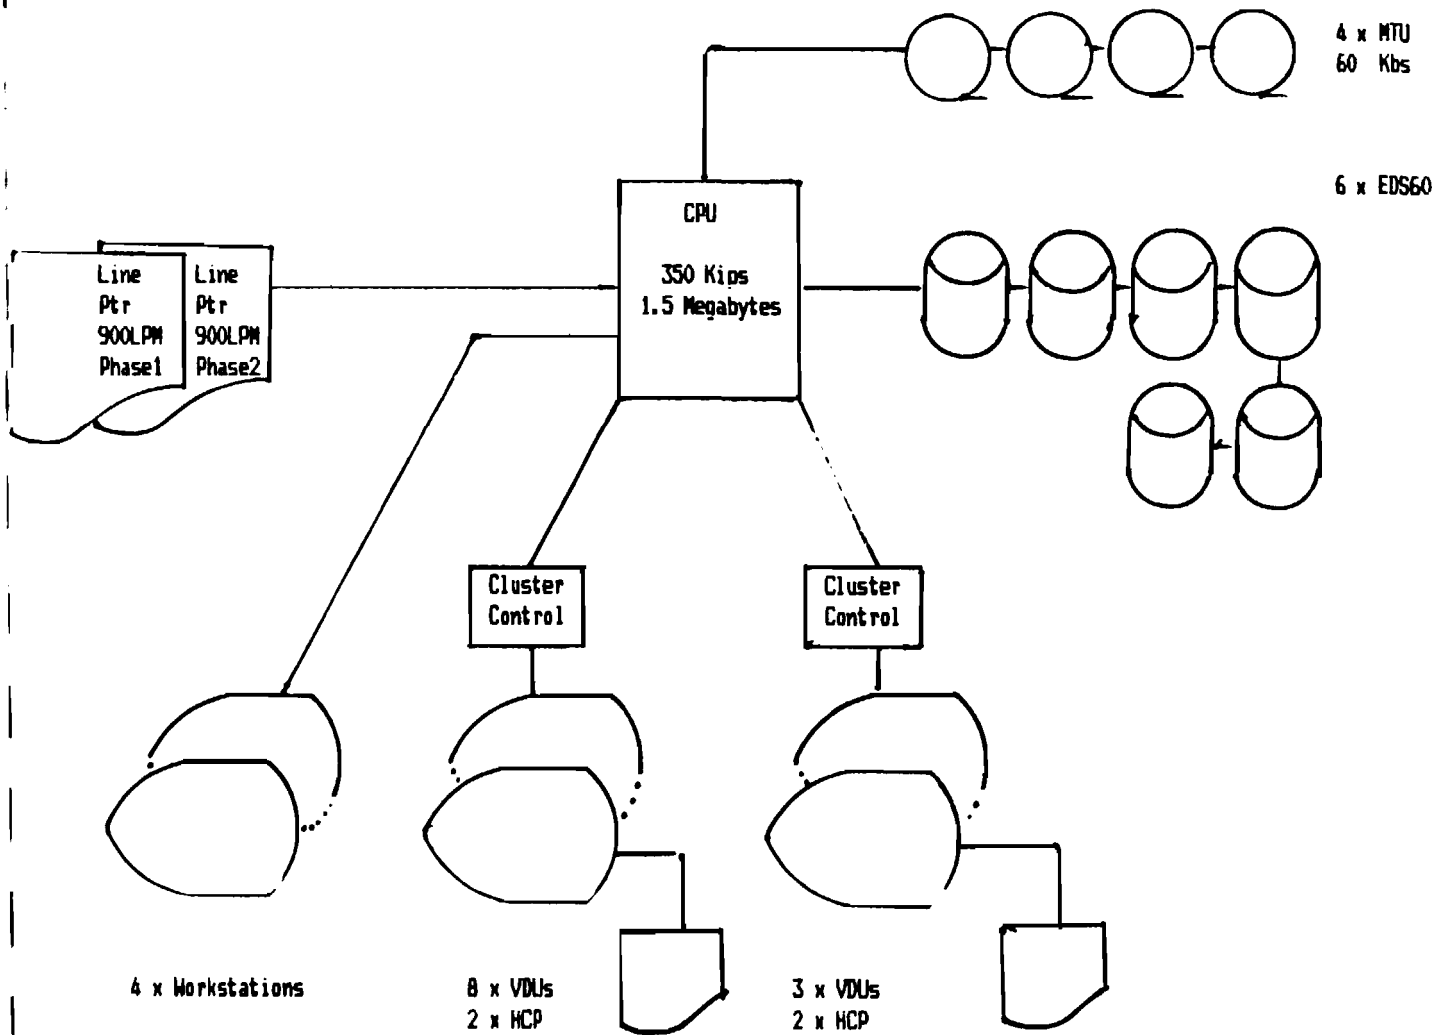 4 x MTU
60 Kbs
6 x EDS60
CPU
350 Kips
1.5 Megabytes
Line
Ptr
900LPM
Phase1
Line
Ptr
900LPM
Phase2
Cluster
Control
Cluster
Control
4 x Workstations
8 x VDUs
2 x HCP
3 x VDUs
2 x HCP